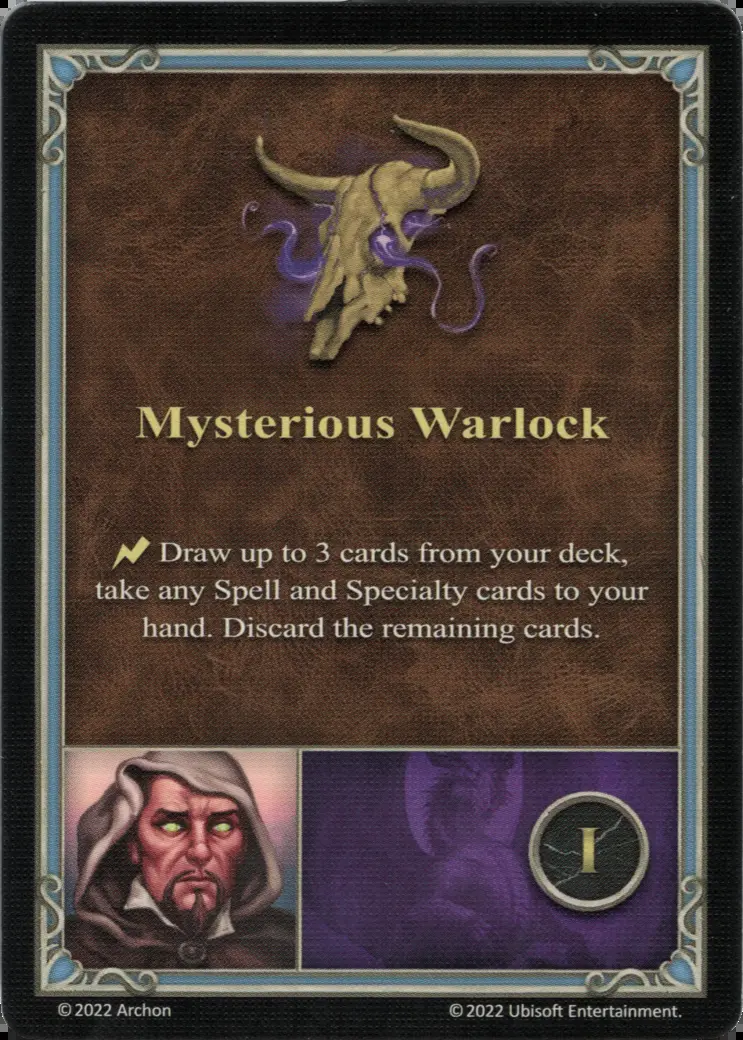 Mysterious Warlock
Draw up to 3 cards from your deck,
take any Spell and Specialty cards to your
hand. Discard the remaining cards.
I
© 2022 Archon
© 2022 Ubisoft Entertainment.